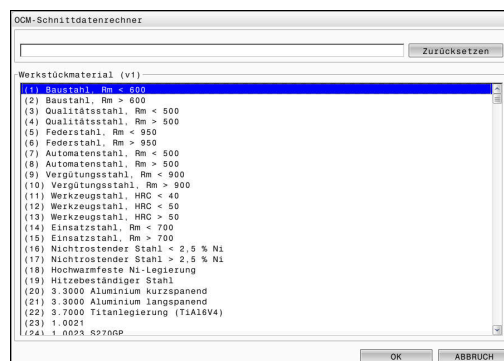 OCM-Schnittdatenrechner
Zurücksetzen
Werkstückmaterial (v1)
(1) Baustahl, Rm < 600
(2) Baustahl, Rm > 600
(3) Qualitätsstahl, Rm < 500
(4) Qualitätsstahl, Rm > 500
(5) Federstahl, Rm < 950
(6) Federstahl, Rm > 950
(7) Automatenstahl, Rm < 500
(8) Automatenstahl, Rm > 500
(9) Vergütungsstahl, Rm < 900
(10) Vergütungsstahl, Rm > 900
(11) Werkzeugstahl, HRC < 40
(12) Werkzeugstahl, HRC < 50
(13) Werkzeugstahl, HRC > 50
(14) Einsatzstahl, Rm < 700
(15) Einsatzstahl, Rm > 700
(16) Nichtrostender Stahl < 2,5 % Ni
(17) Nichtrostender Stahl > 2,5 % Ni
(18) Hochwarmfeste Ni-Legierung
(19) Hitzebeständiger Stahl
(20) 3.3000 Aluminium kurzspanend
(21) 3.3000 Aluminium langspanend
(22) 3.7000 Titanlegierung (TiAl6V4)
(23) 1.0021
(24) 1.0023 S270GP
OK
ABBRUCH